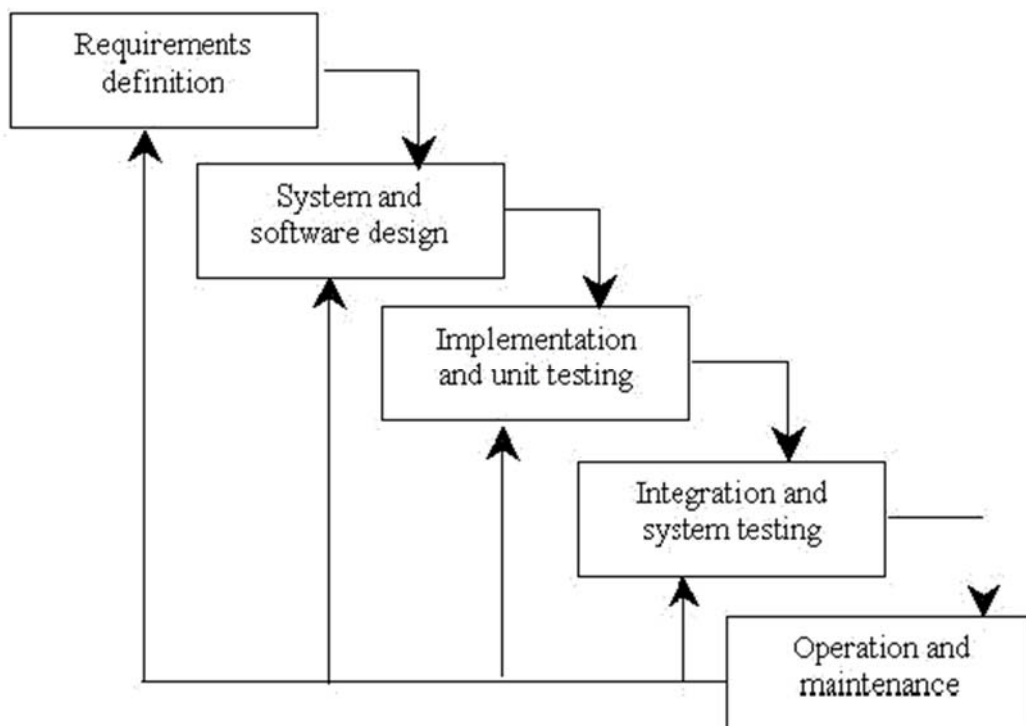 Requirements
definition
System and
software design
Implementation
and unit testing
Integration and
system testing
Operation and
maintenance